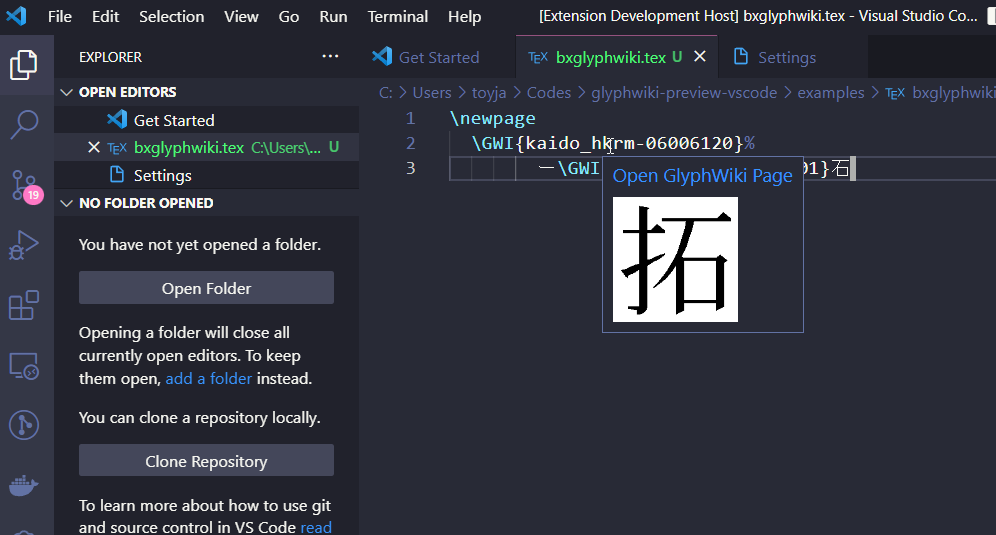 File Edit Selection View Go Run Terminal Help [Extension Development Host] bxglyphwiki.tex - Visual Studio Co...
EXPLORER ...
Get Started
TEX bxglyphwiki.tex U
Settings
OPEN EDITORS
Get Started
TEX bxglyphwiki.tex C:\Users\... U
Settings
19
NO FOLDER OPENED
You have not yet opened a folder.
Open Folder
Opening a folder will close all
currently open editors. To keep
them open, add a folder instead.
You can clone a repository locally.
Clone Repository
To learn more about how to use git
and source control in VS Code read
C: > Users > toyja > Codes > glyphwiki-preview-vscode > examples > TEX bxglyphwiki
1 \newpage
2 \GWI{kaido_hkrm-06006120}%
3 一\GWI 01}石
Open GlyphWiki Page
拓